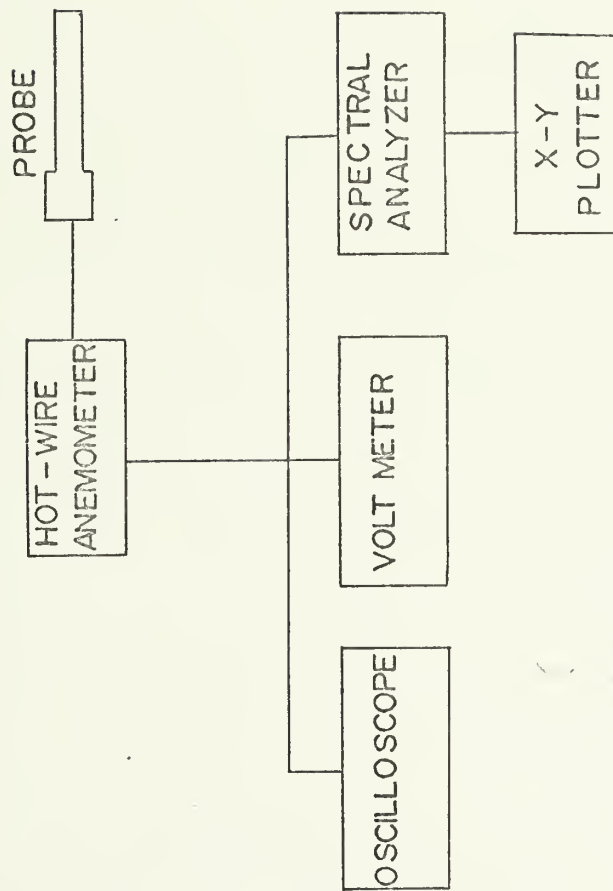 PROBE
HOT-WIRE
ANEMOMETER
OSCILLOSCOPE
VOLT METER
SPECTRAL
ANALYZER
X-Y
PLOTTER